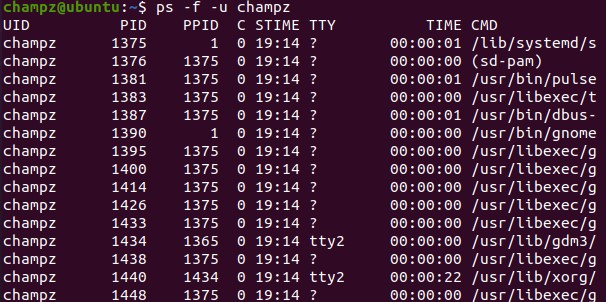 champz@ubuntu:~$ ps -f -u champz
UID          PID    PPID  C STIME TTY          TIME CMD
champz      1375       1  0 19:14 ?        00:00:01 /lib/systemd/s
champz      1376    1375  0 19:14 ?        00:00:00 (sd-pam)
champz      1381    1375  0 19:14 ?        00:00:01 /usr/bin/pulse
champz      1383    1375  0 19:14 ?        00:00:00 /usr/libexec/t
champz      1387    1375  0 19:14 ?        00:00:01 /usr/bin/dbus-
champz      1390       1  0 19:14 ?        00:00:00 /usr/bin/gnome
champz      1395    1375  0 19:14 ?        00:00:00 /usr/libexec/g
champz      1400    1375  0 19:14 ?        00:00:00 /usr/libexec/g
champz      1414    1375  0 19:14 ?        00:00:00 /usr/libexec/g
champz      1426    1375  0 19:14 ?        00:00:00 /usr/libexec/g
champz      1433    1375  0 19:14 ?        00:00:00 /usr/libexec/g
champz      1434    1365  0 19:14 tty2     00:00:00 /usr/lib/gdm3/
champz      1438    1375  0 19:14 ?        00:00:00 /usr/libexec/g
champz      1440    1434  0 19:14 tty2     00:00:22 /usr/lib/xorg/
champz      1448    1375  0 19:14 ?        00:00:00 /usr/libexec/g